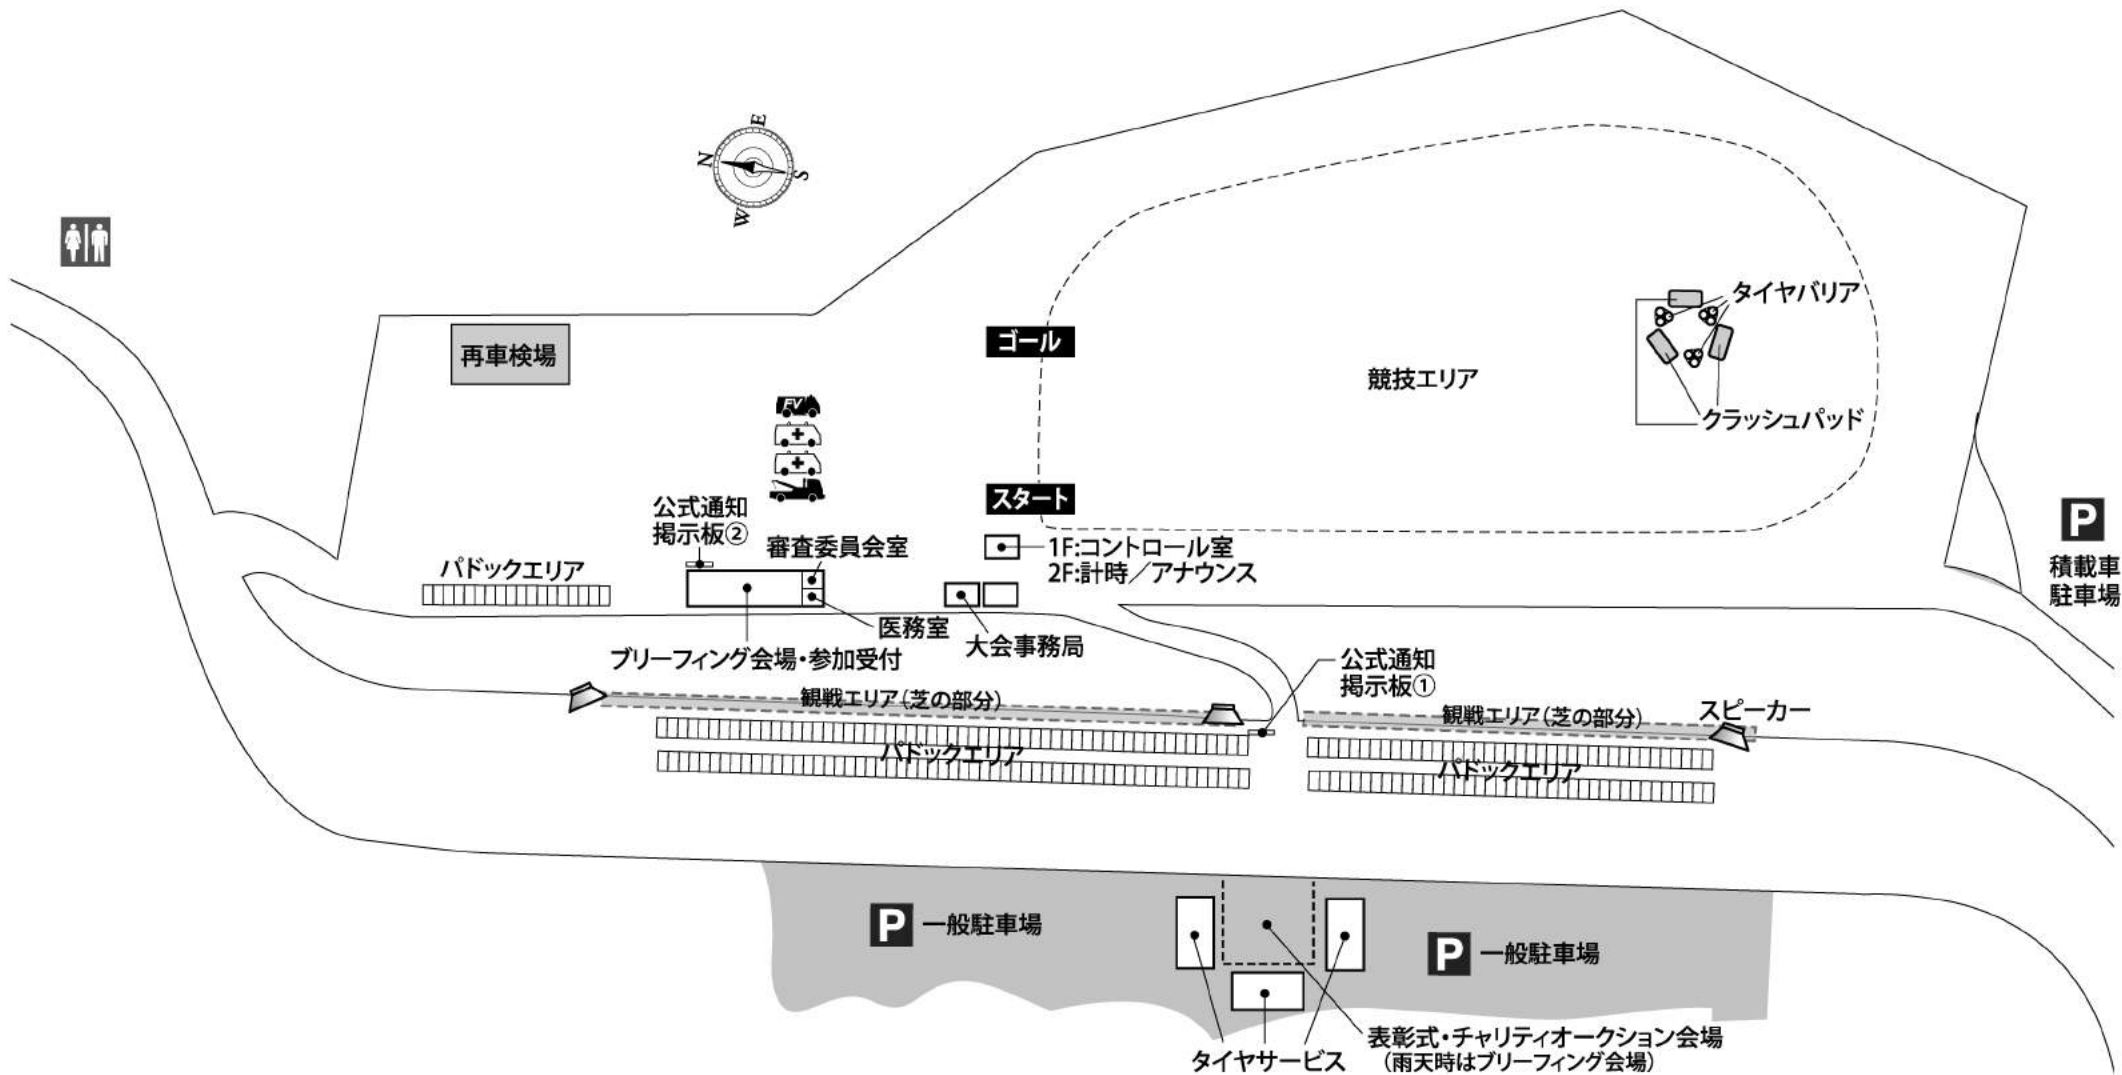 E
N
S
W
タイヤバリア
再車検場
ゴール
競技エリア
クラッシュパッド
FV
スタート
公式通知
掲示板②
審査委員会室
1F:コントロール室
2F:計時／アナウンス
P
積載車
駐車場
パドックエリア
医務室
大会事務局
ブリーフィング会場・参加受付
公式通知
掲示板①
観戦エリア(芝の部分)
観戦エリア(芝の部分)
スピーカー
パドックエリア
パドックエリア
P 一般駐車場
P 一般駐車場
表彰式・チャリティオークション会場
(雨天時はブリーフィング会場)
タイヤサービス